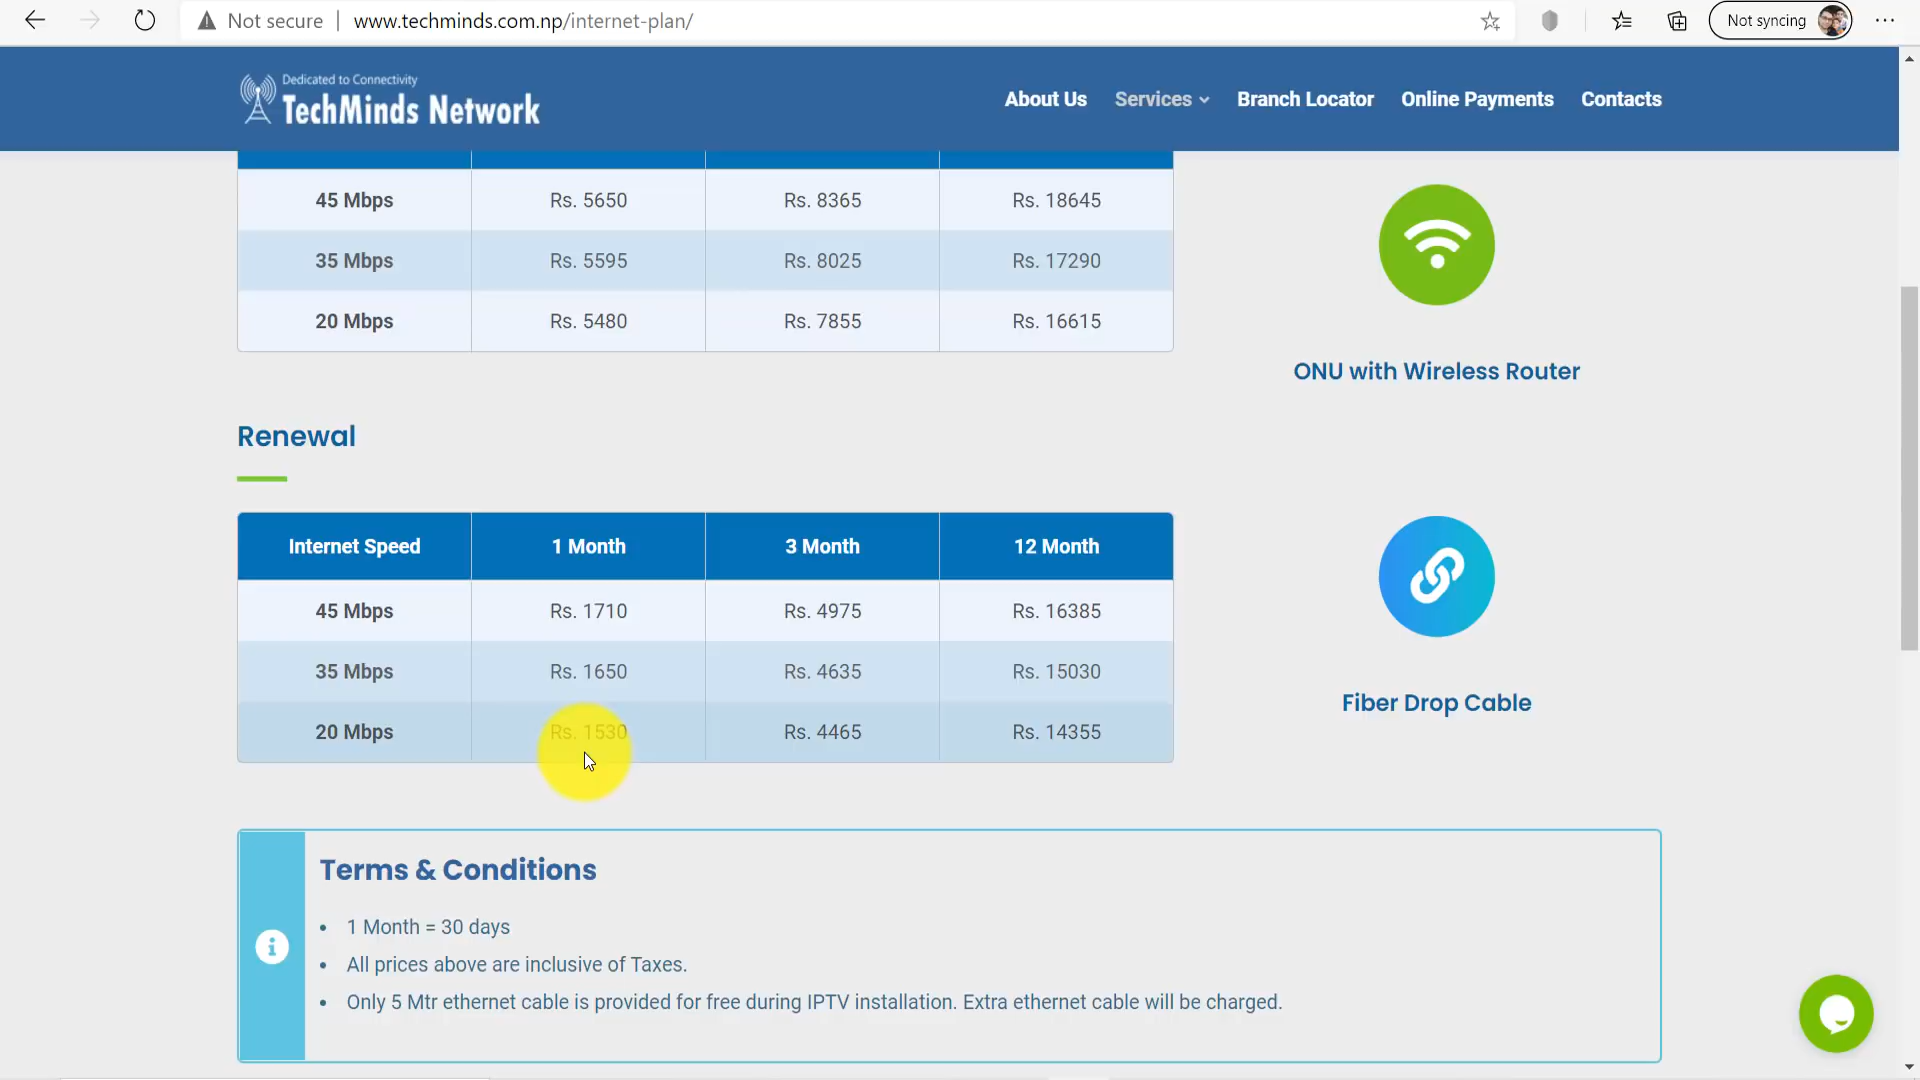 Not secure | www.techminds.com.np/internet-plan/ Not syncing
Dedicated to Connectivity
TechMinds Network
About Us Services Branch Locator Online Payments Contacts
45 Mbps Rs. 5650 Rs. 8365 Rs. 18645
35 Mbps Rs. 5595 Rs. 8025 Rs. 17290
20 Mbps Rs. 5480 Rs. 7855 Rs. 16615
ONU with Wireless Router
Renewal
Internet Speed 1 Month 3 Month 12 Month
45 Mbps Rs. 1710 Rs. 4975 Rs. 16385
35 Mbps Rs. 1650 Rs. 4635 Rs. 15030
20 Mbps Rs. 1530 Rs. 4465 Rs. 14355
Fiber Drop Cable
Terms & Conditions
• 1 Month = 30 days
• All prices above are inclusive of Taxes.
• Only 5 Mtr ethernet cable is provided for free during IPTV installation. Extra ethernet cable will be charged.